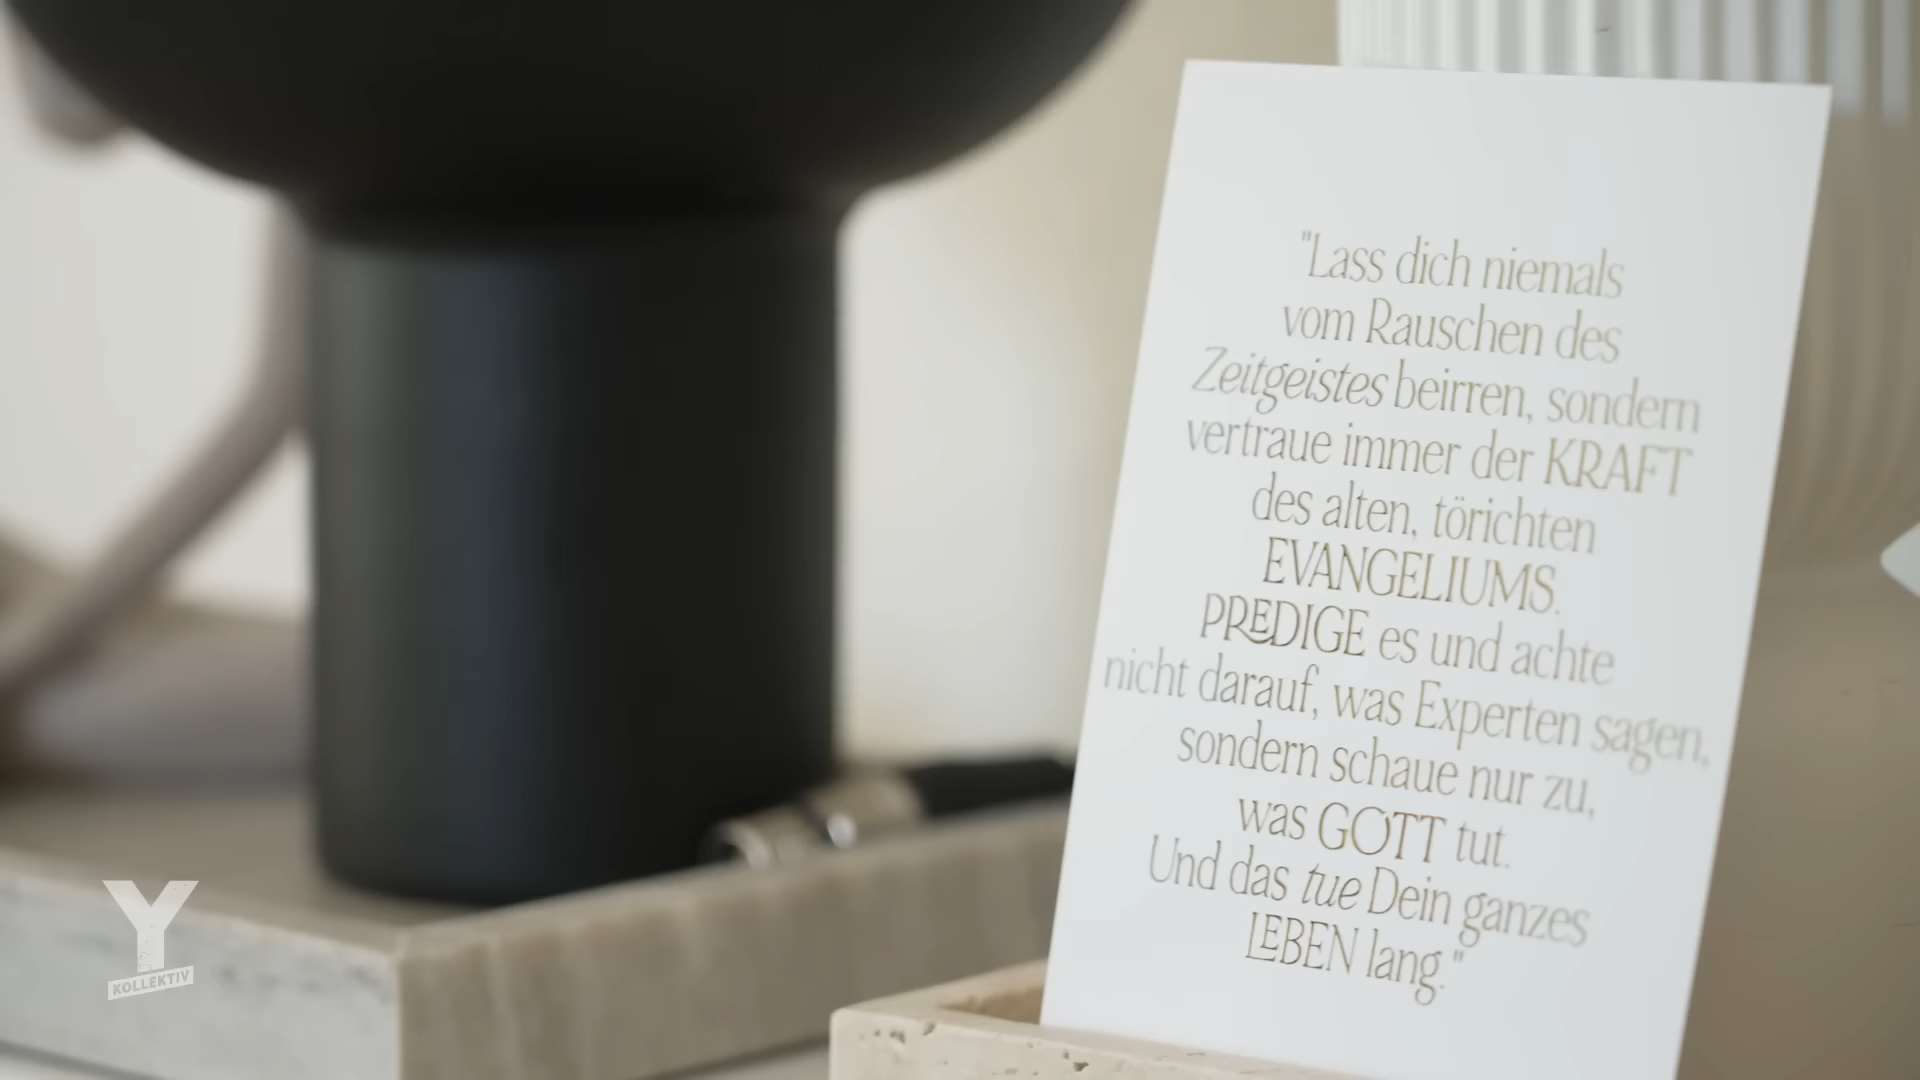 "Lass dich niemals
vom Rauschen des
Zeitgeistes beirren, sondern
vertraue immer der KRAFT
des alten, törichten
EVANGELIUMS.
PREDIGE es und achte
nicht darauf, was Experten sagen,
sondern schaue nur zu,
was GOTT tut.
Und das tue Dein ganzes
LEBEN lang."
Y
KOLLEKTIV